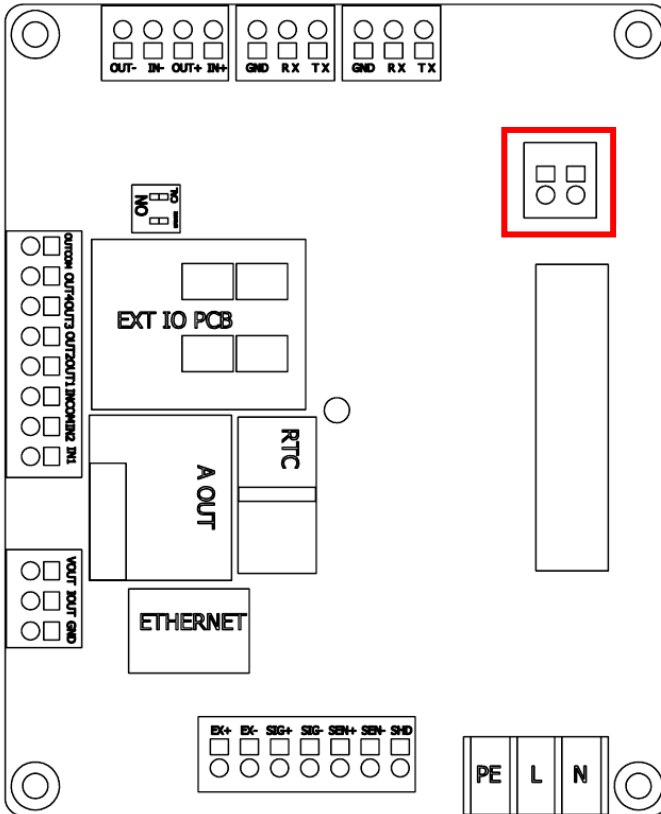 OUT- IN- OUT+ IN+
GND RX TX
GND RX TX
ON
OUTCOM OUT4 OUT3 OUT2 OUT1 INCOM IN2 IN1
EXT IO PCB
RTC
A OUT
VOUT IOUT GND
ETHERNET
EX+ EX- SIG+ SIG- SEN+ SEN- SHD
PE L N